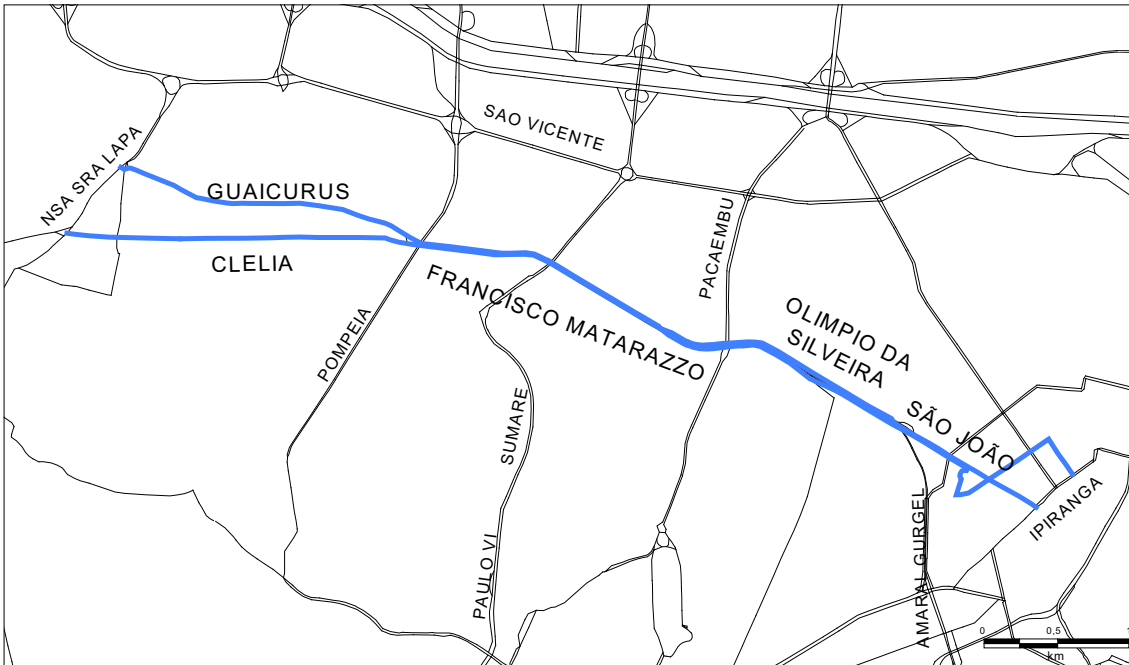 SAO VICENTE
NSA SRA LAPA
GUAICURUS
CLELIA
PACAEMBU
FRANCISCO MATARAZZO
OLIMPIO DA
SILVEIRA
POMPEIA
SUMARE
SÃO JOÃO
IPIRANGA
PAULO VI
AMARAL GURGEL
0 0,5 1
km